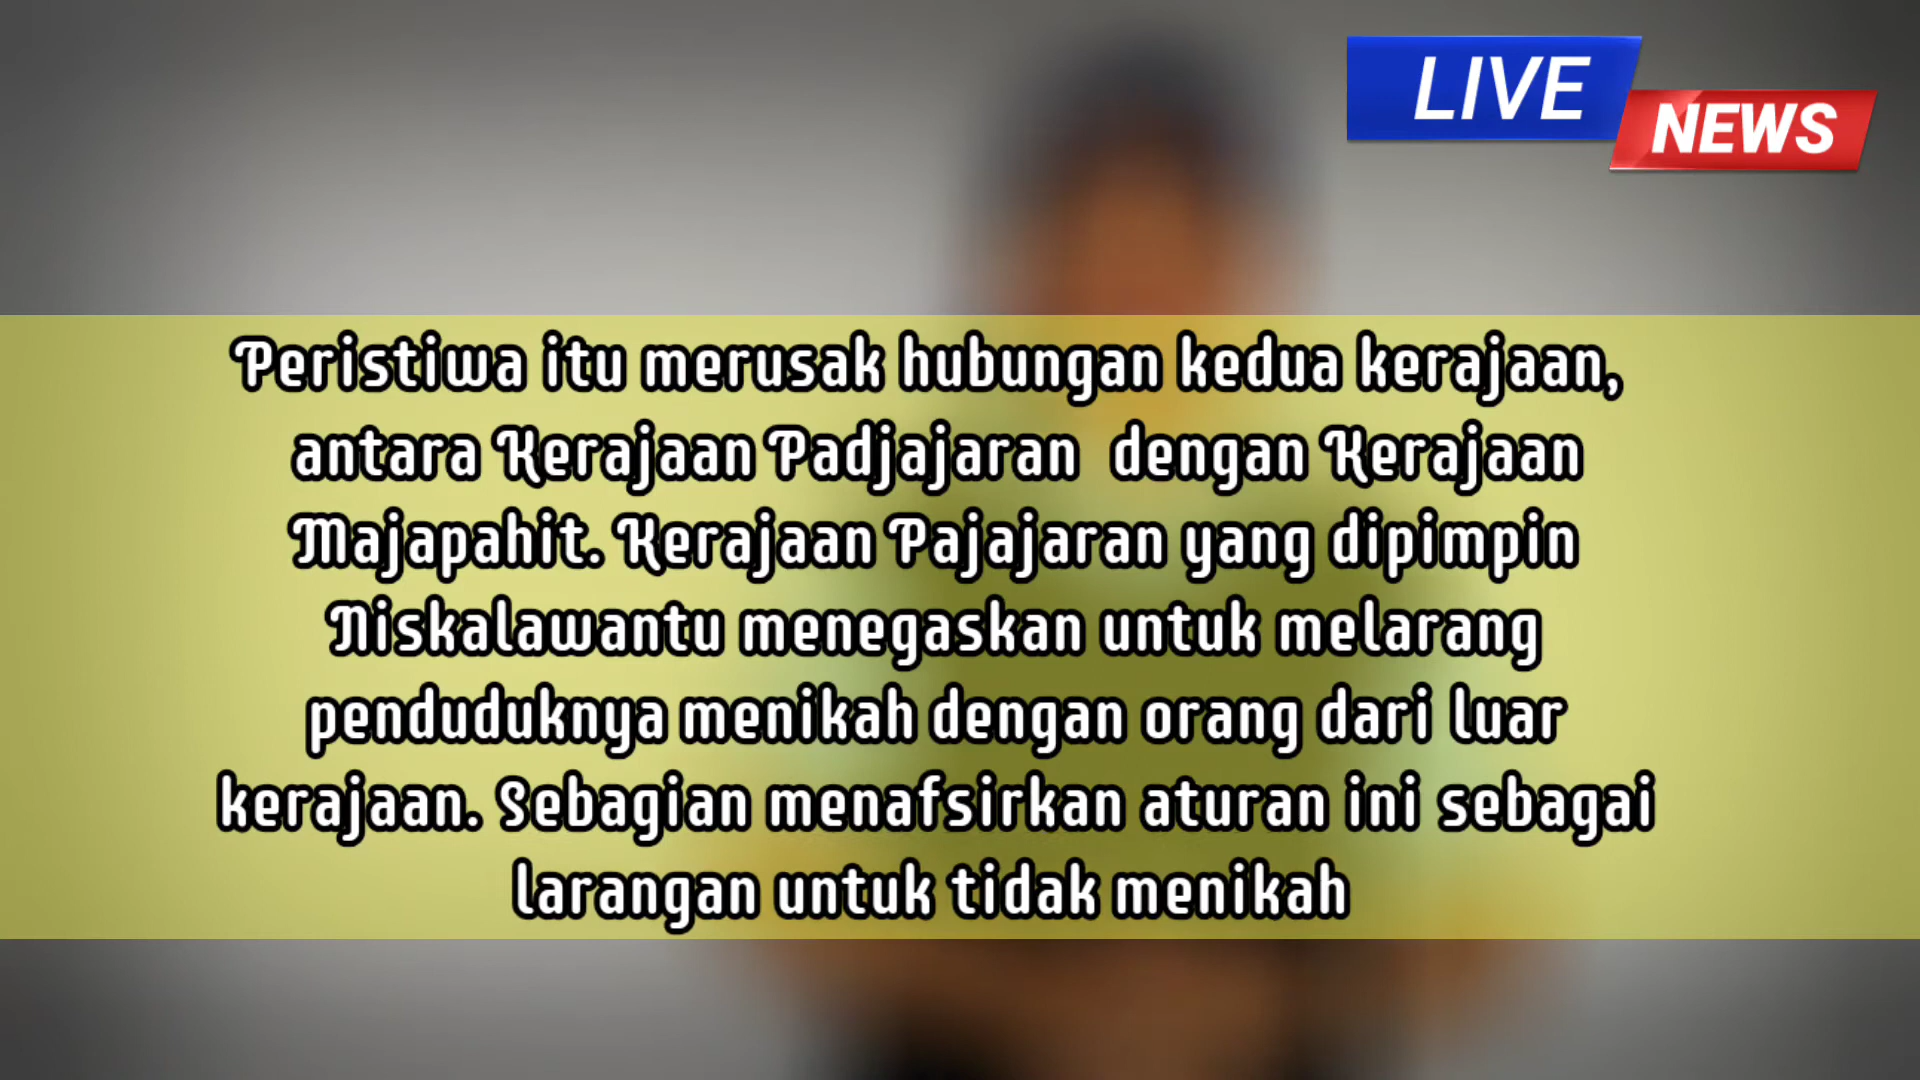 LIVE
NEWS
Peristiwa itu merusak hubungan kedua kerajaan,
antara Kerajaan Padjajaran dengan Kerajaan
Majapahit. Kerajaan Pajajaran yang dipimpin
Niskalawantu menegaskan untuk melarang
penduduknya menikah dengan orang dari luar
kerajaan. Sebagian menafsirkan aturan ini sebagai
larangan untuk tidak menikah